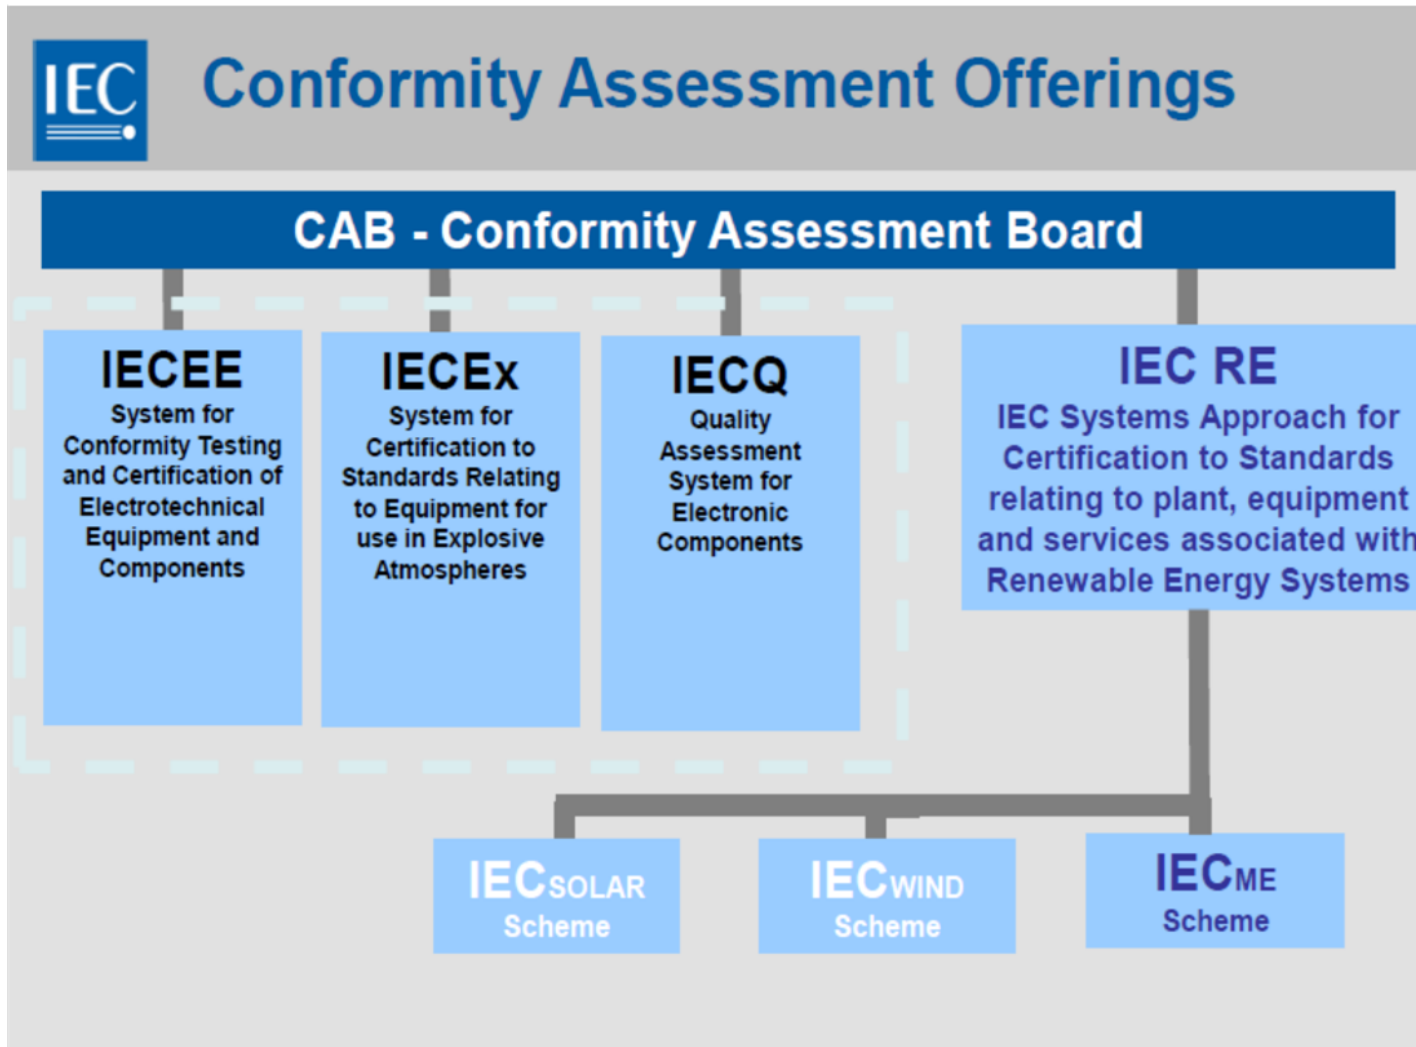 IEC
Conformity Assessment Offerings
CAB - Conformity Assessment Board
IECEE
System for
Conformity Testing
and Certification of
Electrotechnical
Equipment and
Components
IECEx
System for
Certification to
Standards Relating
to Equipment for
use in Explosive
Atmospheres
IECQ
Quality
Assessment
System for
Electronic
Components
IEC RE
IEC Systems Approach for
Certification to Standards
relating to plant, equipment
and services associated with
Renewable Energy Systems
IECSOLAR
Scheme
IECWIND
Scheme
IECME
Scheme